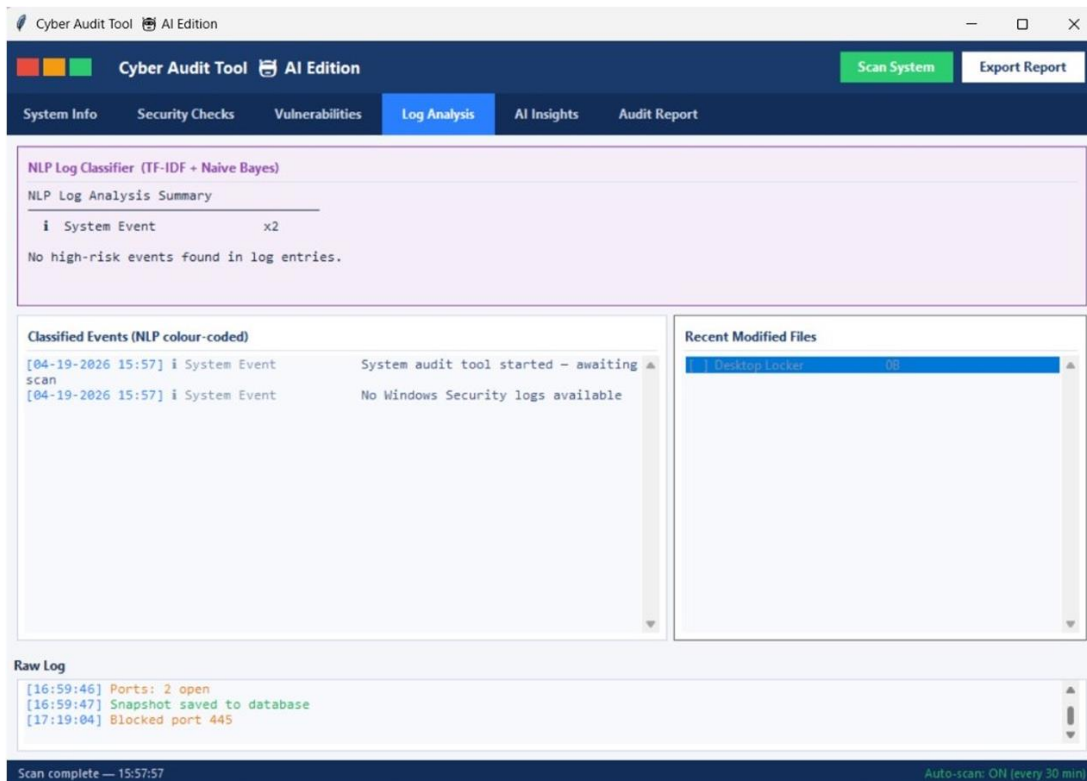 Cyber Audit Tool 🤖 AI Edition
Cyber Audit Tool 🤖 AI Edition
Scan System
Export Report
System Info
Security Checks
Vulnerabilities
Log Analysis
AI Insights
Audit Report
NLP Log Classifier (TF-IDF + Naive Bayes)
NLP Log Analysis Summary
ℹ System Event x2
No high-risk events found in log entries.
Classified Events (NLP colour-coded)
[04-19-2026 15:57] ℹ System Event System audit tool started — awaiting
scan
[04-19-2026 15:57] ℹ System Event No Windows Security logs available
Recent Modified Files
[ ] Desktop Locker 0B
Raw Log
[16:59:46] Ports: 2 open
[16:59:47] Snapshot saved to database
[17:19:04] Blocked port 445
Scan complete — 15:57:57
Auto-scan: ON (every 30 min)